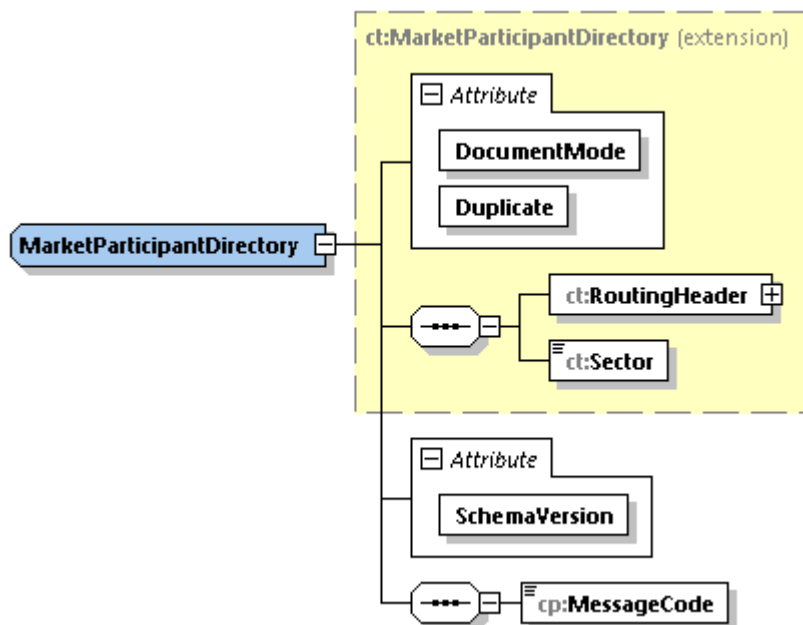 ct:MarketParticipantDirectory (extension)
Attribute
DocumentMode
Duplicate
MarketParticipantDirectory
ct:RoutingHeader
ct:Sector
Attribute
SchemaVersion
cp:MessageCode